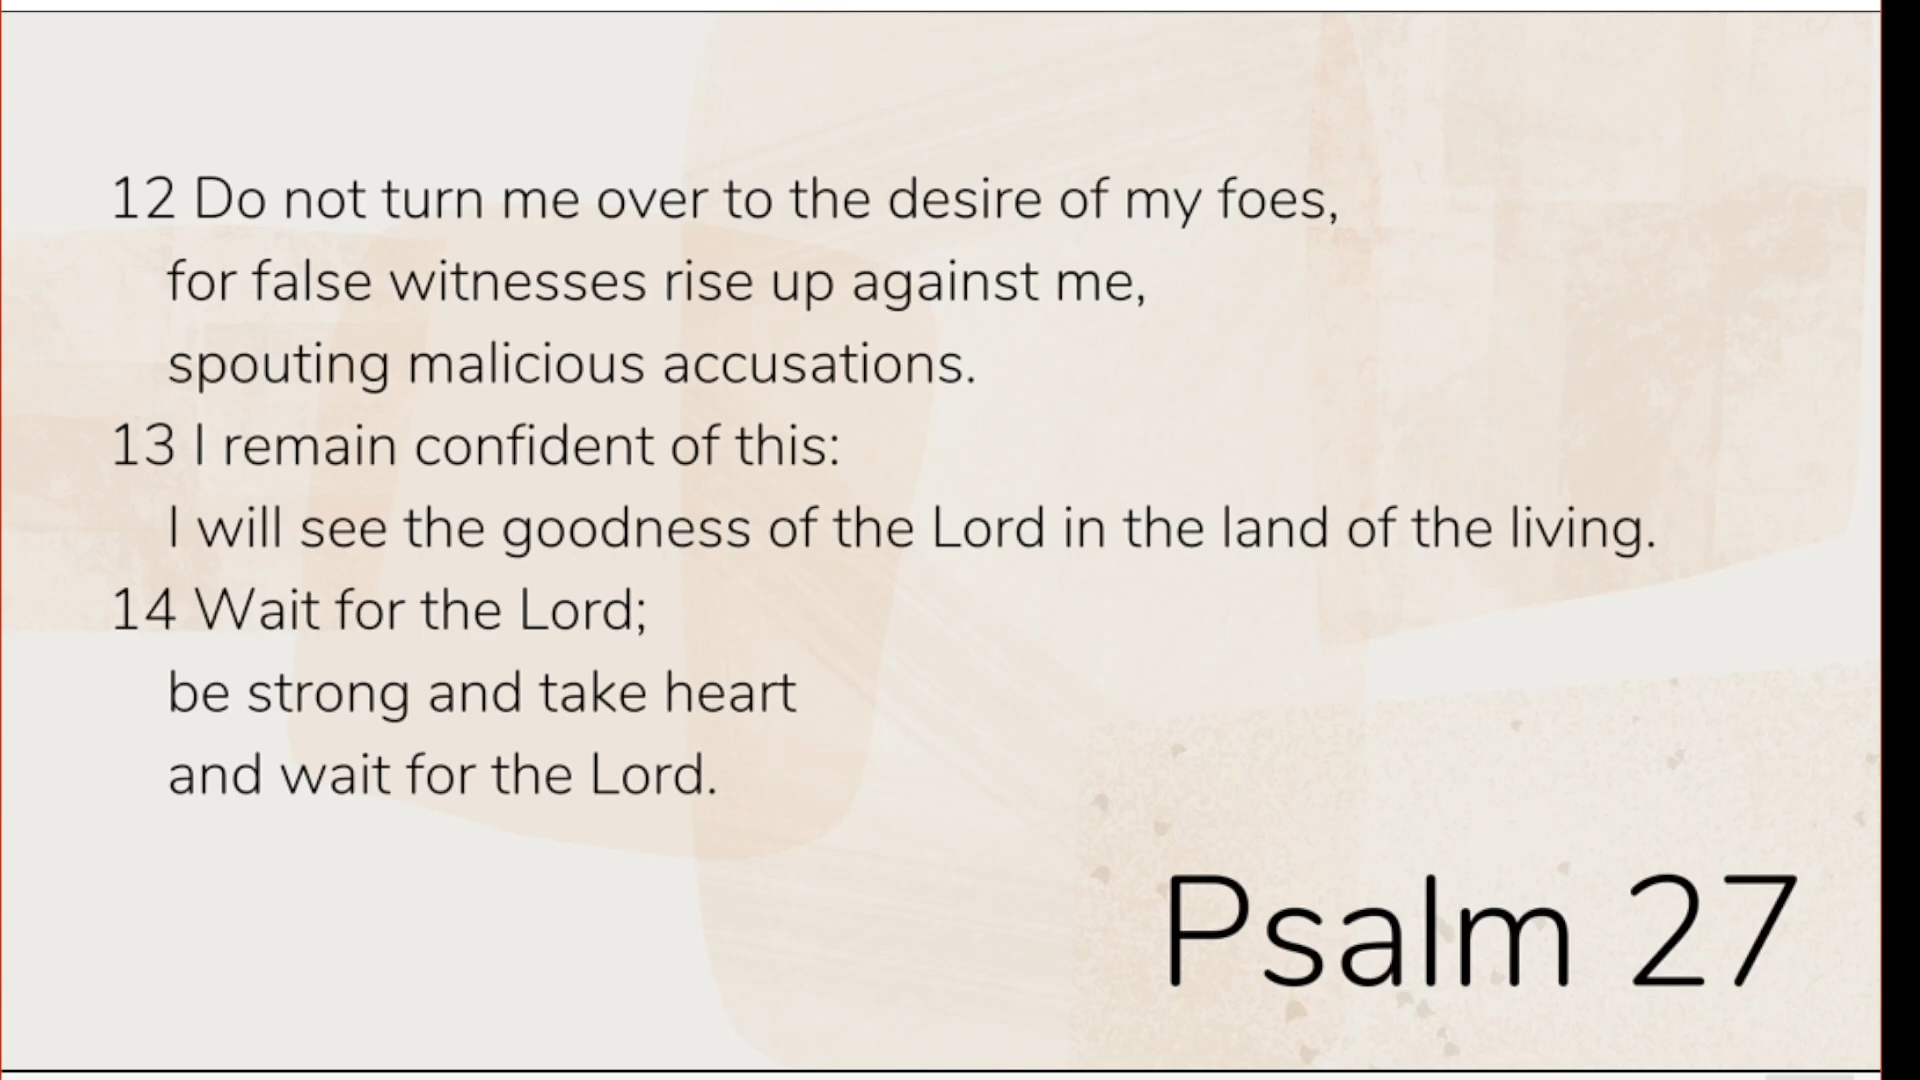 12 Do not turn me over to the desire of my foes,
for false witnesses rise up against me,
spouting malicious accusations.
13 I remain confident of this:
I will see the goodness of the Lord in the land of the living.
14 Wait for the Lord;
be strong and take heart
and wait for the Lord.
Psalm 27